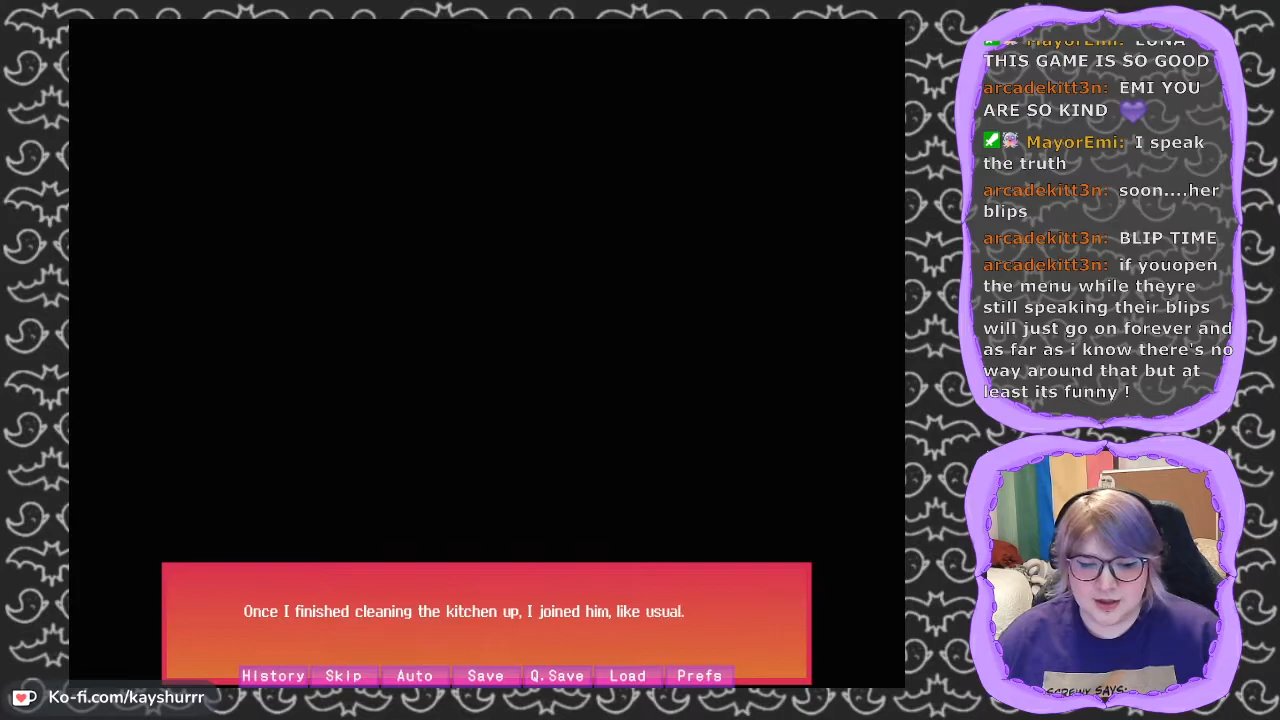 THIS GAME IS SO GOOD
arcadekitt3n: EMI YOU
ARE SO KIND
MayorEmi: I speak
the truth
arcadekitt3n: soon....her
blips
arcadekitt3n: BLIP TIME
arcadekitt3n: if youopen
the menu while theyre
still speaking their blips
will just go on forever and
as far as i know there's no
way around that but at
least its funny !
Once I finished cleaning the kitchen up, I joined him, like usual.
History Skip Auto Save Q.Save Load Prefs
Ko-fi.com/kayshurrr